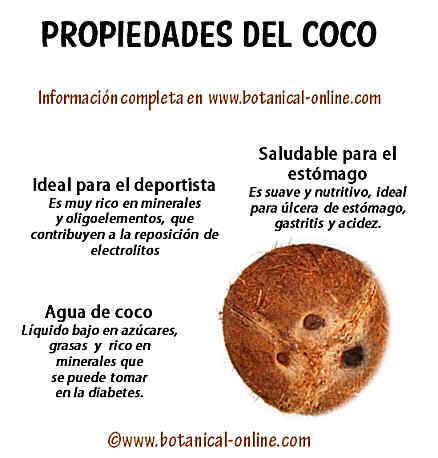 PROPIEDADES DEL COCO
Información completa en www.botanical-online.com
Saludable para el
estómago
Es suave y nutritivo, ideal
para úlcera de estómago,
gastritis y acidez.
Ideal para el deportista
Es muy rico en minerales
y oligoelementos, que
contribuyen a la reposición de
electrolitos
Agua de coco
Líquido bajo en azúcares,
grasas y rico en
minerales que
se puede tomar
en la diabetes.
©www.botanical-online.com